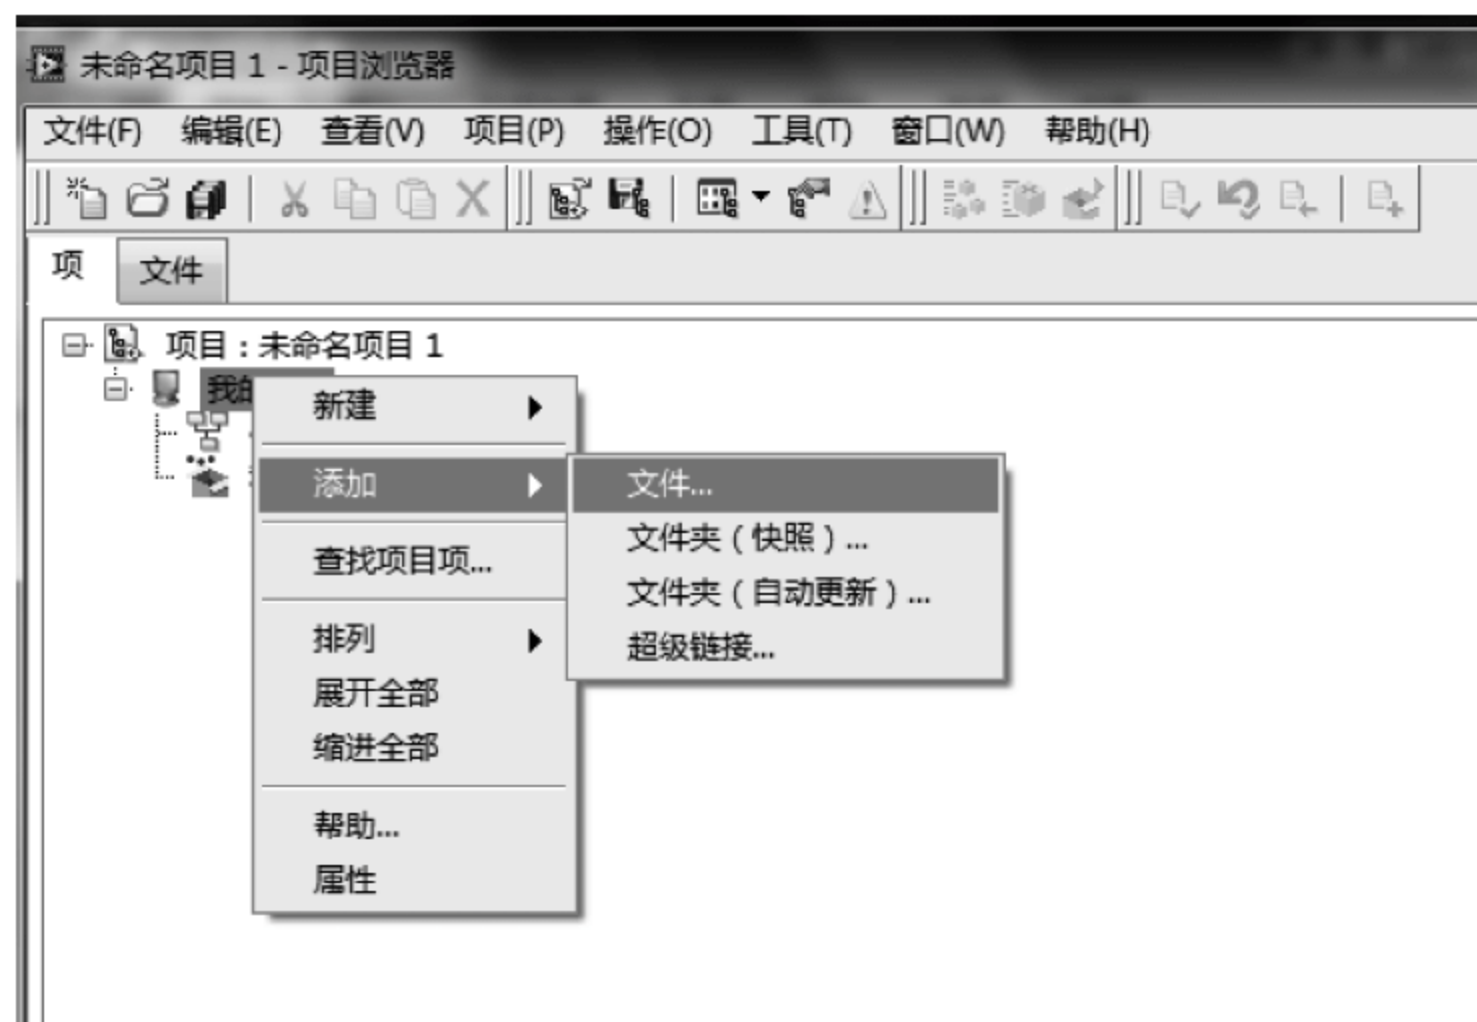 未命名项目 1 - 项目浏览器
文件(F) 编辑(E) 查看(V) 项目(P) 操作(O) 工具(T) 窗口(W) 帮助(H)
项 文件
项目：未命名项目 1
我的
新建
添加
文件...
文件夹（快照）...
文件夹（自动更新）...
超级链接...
查找项目项...
排列
展开全部
缩进全部
帮助...
属性